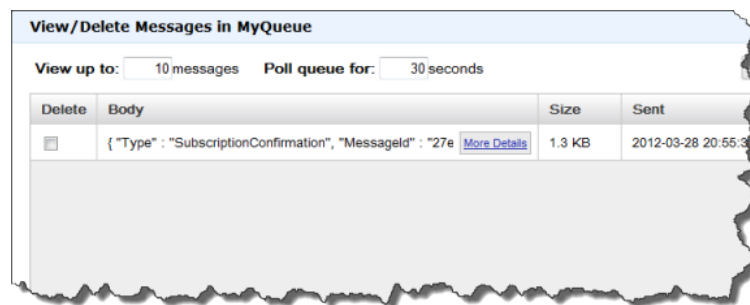 View/Delete Messages in MyQueue
View up to: 10 messages Poll queue for: 30 seconds
Delete Body Size Sent
{ "Type" : "SubscriptionConfirmation", "MessageId" : "27e More Details 1.3 KB 2012-03-28 20:55:3